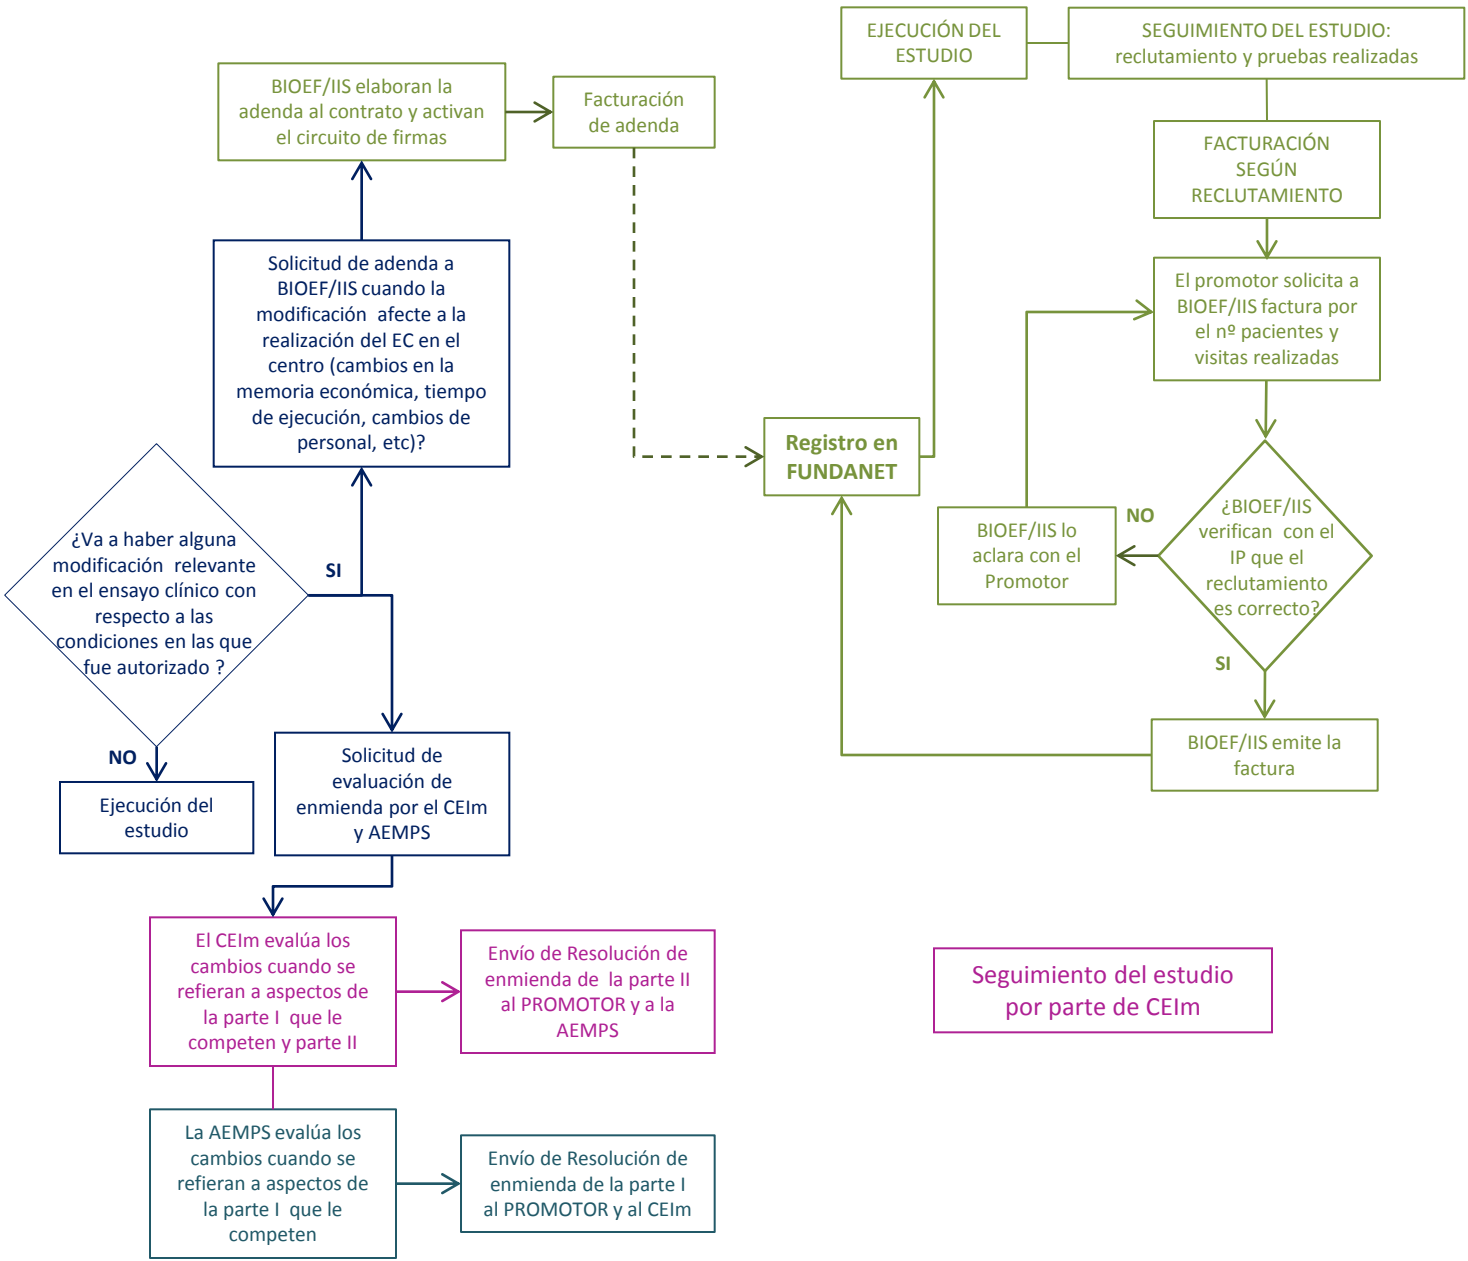 BIOEF/IIS elaboran la
adenda al contrato y activan
el circuito de firmas
Facturación
de adenda
Solicitud de adenda a
BIOEF/IIS cuando la
modificación afecte a la
realización del EC en el
centro (cambios en la
memoria económica, tiempo
de ejecución, cambios de
personal, etc)?
¿Va a haber alguna
modificación relevante
en el ensayo clínico con
respecto a las
condiciones en las que
fue autorizado ?
SI
NO
Ejecución del
estudio
Solicitud de
evaluación de
enmienda por el CEIm
y AEMPS
El CEIm evalúa los
cambios cuando se
refieran a aspectos de
la parte I que le
competen y parte II
Envío de Resolución de
enmienda de la parte II
al PROMOTOR y a la
AEMPS
La AEMPS evalúa los
cambios cuando se
refieran a aspectos de
la parte I que le
competen
Envío de Resolución de
enmienda de la parte I
al PROMOTOR y al CEIm
EJECUCIÓN DEL
ESTUDIO
SEGUIMIENTO DEL ESTUDIO:
reclutamiento y pruebas realizadas
FACTURACIÓN
SEGÚN
RECLUTAMIENTO
El promotor solicita a
BIOEF/IIS factura por
el nº pacientes y
visitas realizadas
Registro en
FUNDANET
¿BIOEF/IIS
verifican con el
IP que el
reclutamiento
es correcto?
NO
BIOEF/IIS lo
aclara con el
Promotor
SI
BIOEF/IIS emite la
factura
Seguimiento del estudio
por parte de CEIm